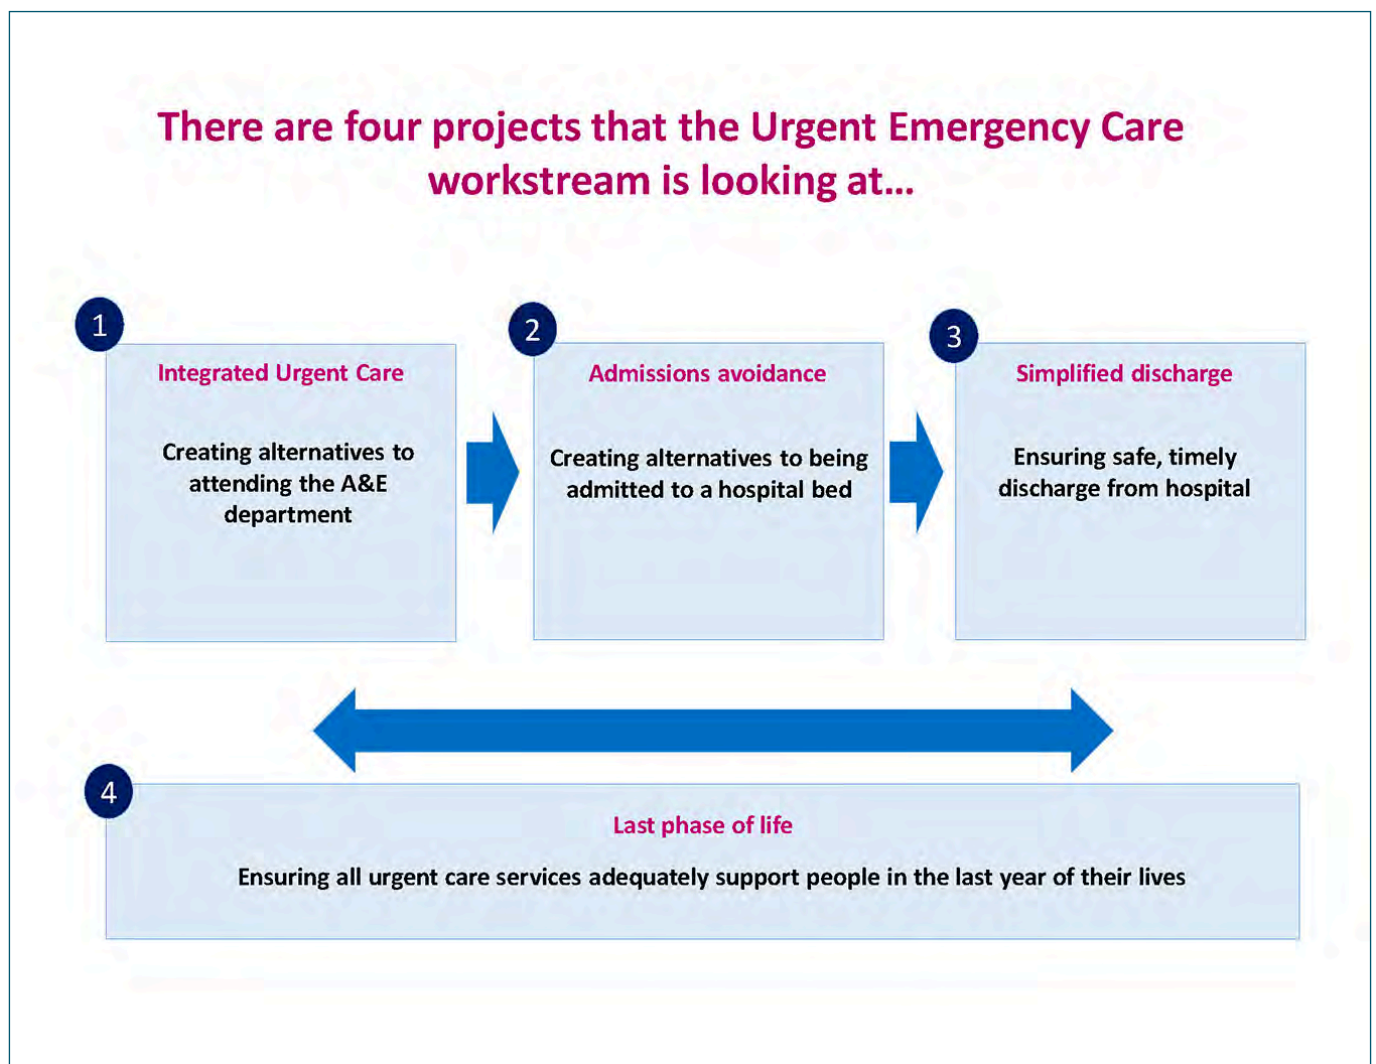 There are four projects that the Urgent Emergency Care
workstream is looking at...
1
Integrated Urgent Care
Creating alternatives to
attending the A&E
department
2
Admissions avoidance
Creating alternatives to being
admitted to a hospital bed
3
Simplified discharge
Ensuring safe, timely
discharge from hospital
4
Last phase of life
Ensuring all urgent care services adequately support people in the last year of their lives